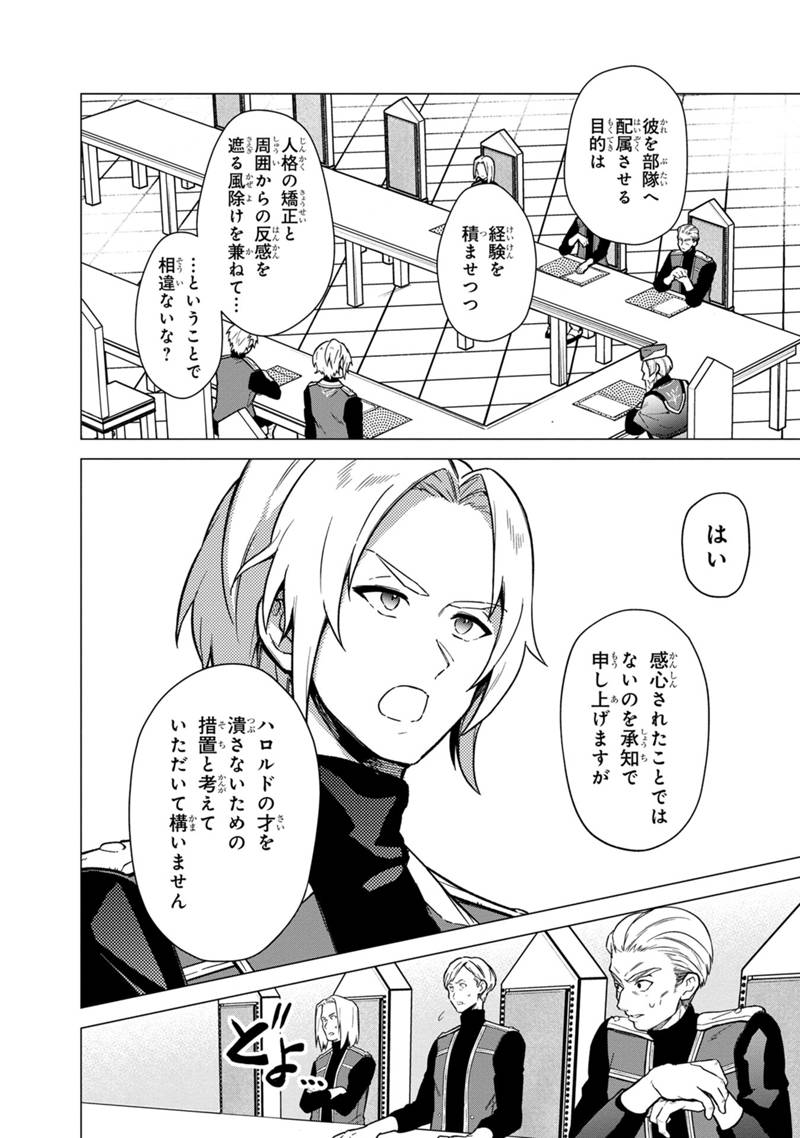 彼を部隊へ
配属させる
目的は
経験を
積ませつつ
人格の矯正と
周囲からの反感を
遮る風除けを兼ねて…
…ということで
相違ないな？
はい
感心されたことでは
ないのを承知で
申し上げますが
ハロルドの才を
潰さないための
措置と考えて
いただいて構いません
どよ…